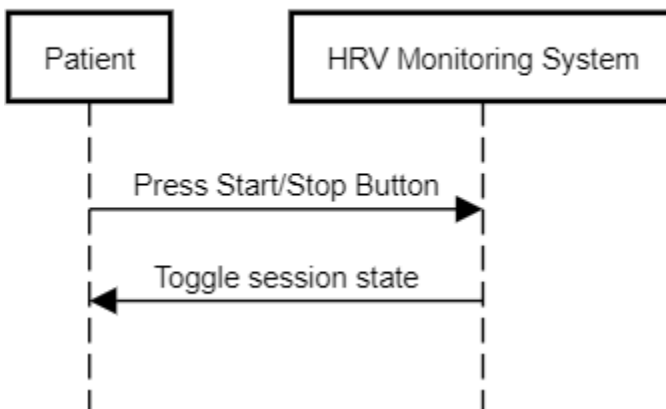 Patient
HRV Monitoring System
Press Start/Stop Button
Toggle session state